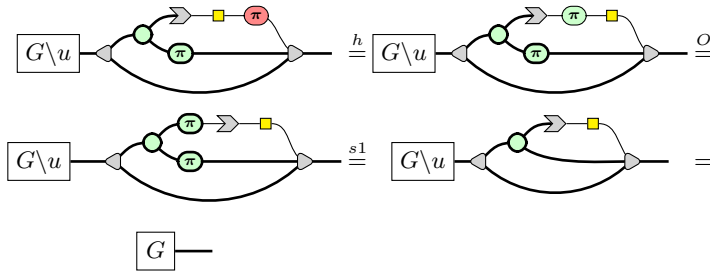 π
G\u π h = G\u π π O =
G\u π π s1 = G\u =
G